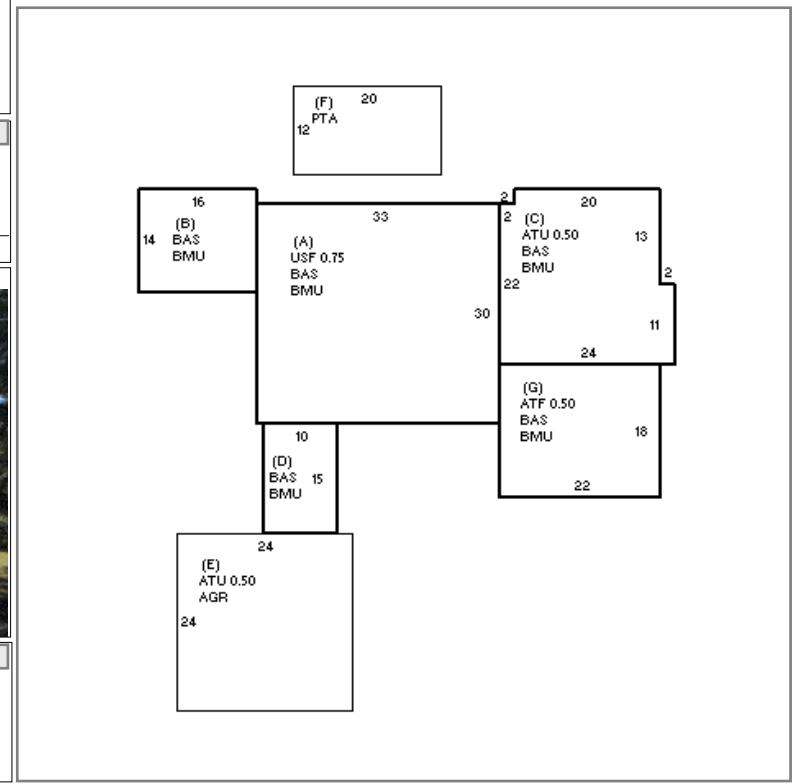 (F) 20
PTA
12
16
(B)
14 BAS
BMU
33
(A)
USF 0.75
BAS
BMU
30
2
20
2 (C)
ATU 0.50
BAS
BMU
13
22
2
11
24
(G)
ATF 0.50
BAS
BMU
18
22
10
(D)
BAS 15
BMU
24
(E)
ATU 0.50
AGR
24